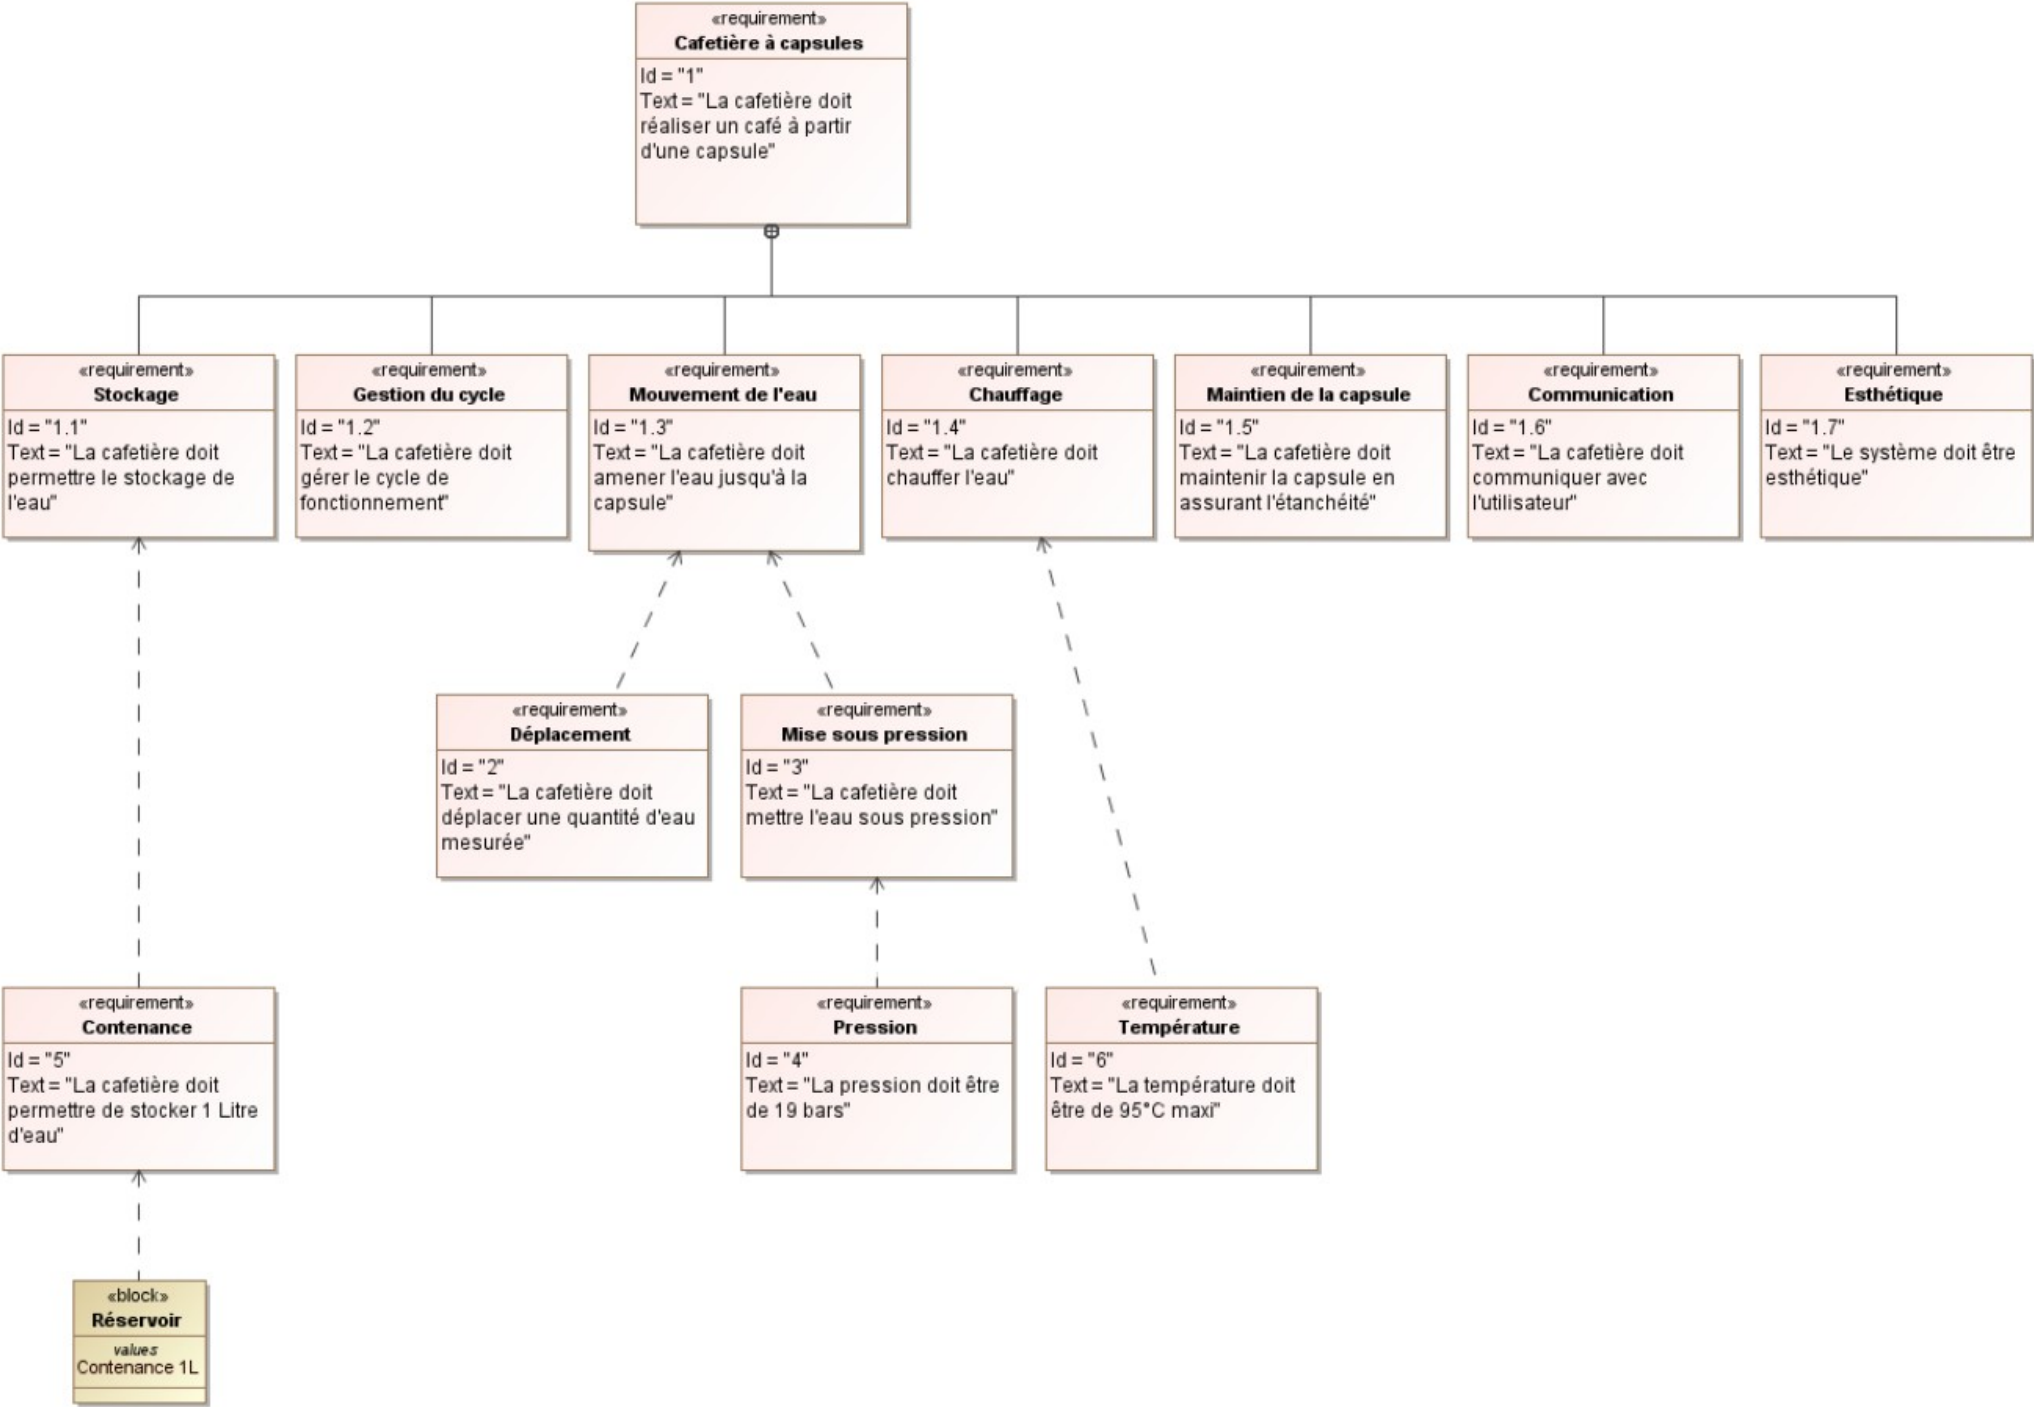 «requirement»
Cafetière à capsules
Id = "1"
Text = "La cafetière doit
réaliser un café à partir
d'une capsule"
«requirement»
Stockage
Id = "1.1"
Text = "La cafetière doit
permettre le stockage de
l'eau"
«requirement»
Gestion du cycle
Id = "1.2"
Text = "La cafetière doit
gérer le cycle de
fonctionnement"
«requirement»
Mouvement de l'eau
Id = "1.3"
Text = "La cafetière doit
amener l'eau jusqu'à la
capsule"
«requirement»
Chauffage
Id = "1.4"
Text = "La cafetière doit
chauffer l'eau"
«requirement»
Maintien de la capsule
Id = "1.5"
Text = "La cafetière doit
maintenir la capsule en
assurant l'étanchéité"
«requirement»
Communication
Id = "1.6"
Text = "La cafetière doit
communiquer avec
l'utilisateur"
«requirement»
Esthétique
Id = "1.7"
Text = "Le système doit être
esthétique"
«requirement»
Déplacement
Id = "2"
Text = "La cafetière doit
déplacer une quantité d'eau
mesurée"
«requirement»
Mise sous pression
Id = "3"
Text = "La cafetière doit
mettre l'eau sous pression"
«requirement»
Contenance
Id = "5"
Text = "La cafetière doit
permettre de stocker 1 Litre
d'eau"
«requirement»
Pression
Id = "4"
Text = "La pression doit être
de 19 bars"
«requirement»
Température
Id = "6"
Text = "La température doit
être de 95°C maxi"
«block»
Réservoir
values
Contenance 1L